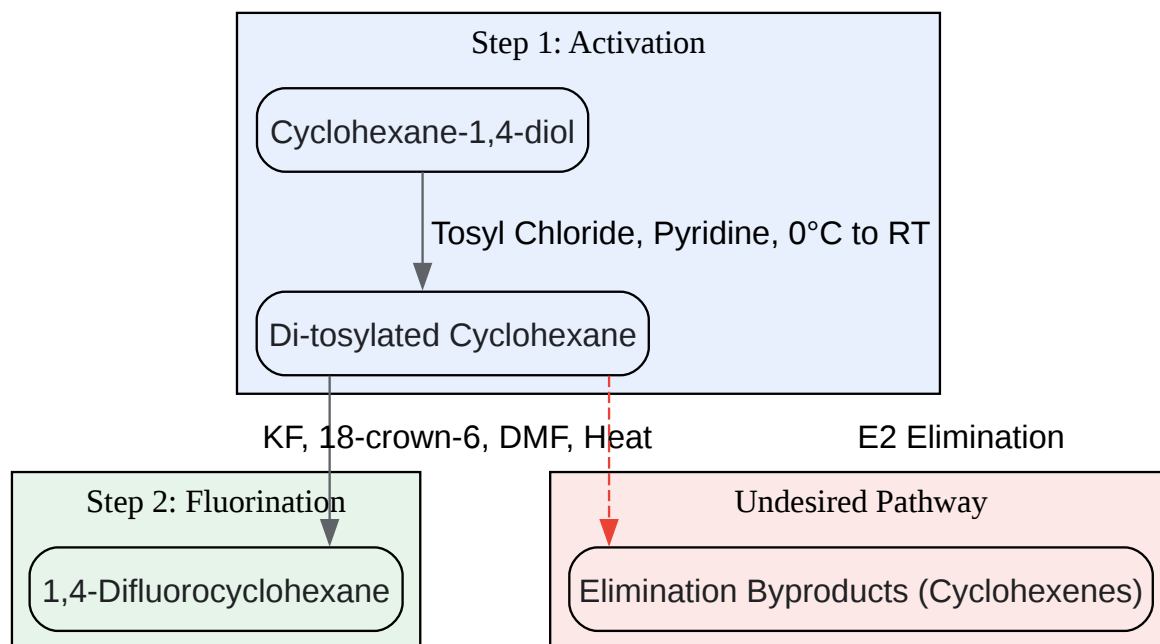 Step 1: Activation
Cyclohexane-1,4-diol
Tosyl Chloride, Pyridine, 0°C to RT
Di-tosylated Cyclohexane
KF, 18-crown-6, DMF, Heat
E2 Elimination
Step 2: Fluorination
Undesired Pathway
1,4-Difluorocyclohexane
Elimination Byproducts (Cyclohexenes)